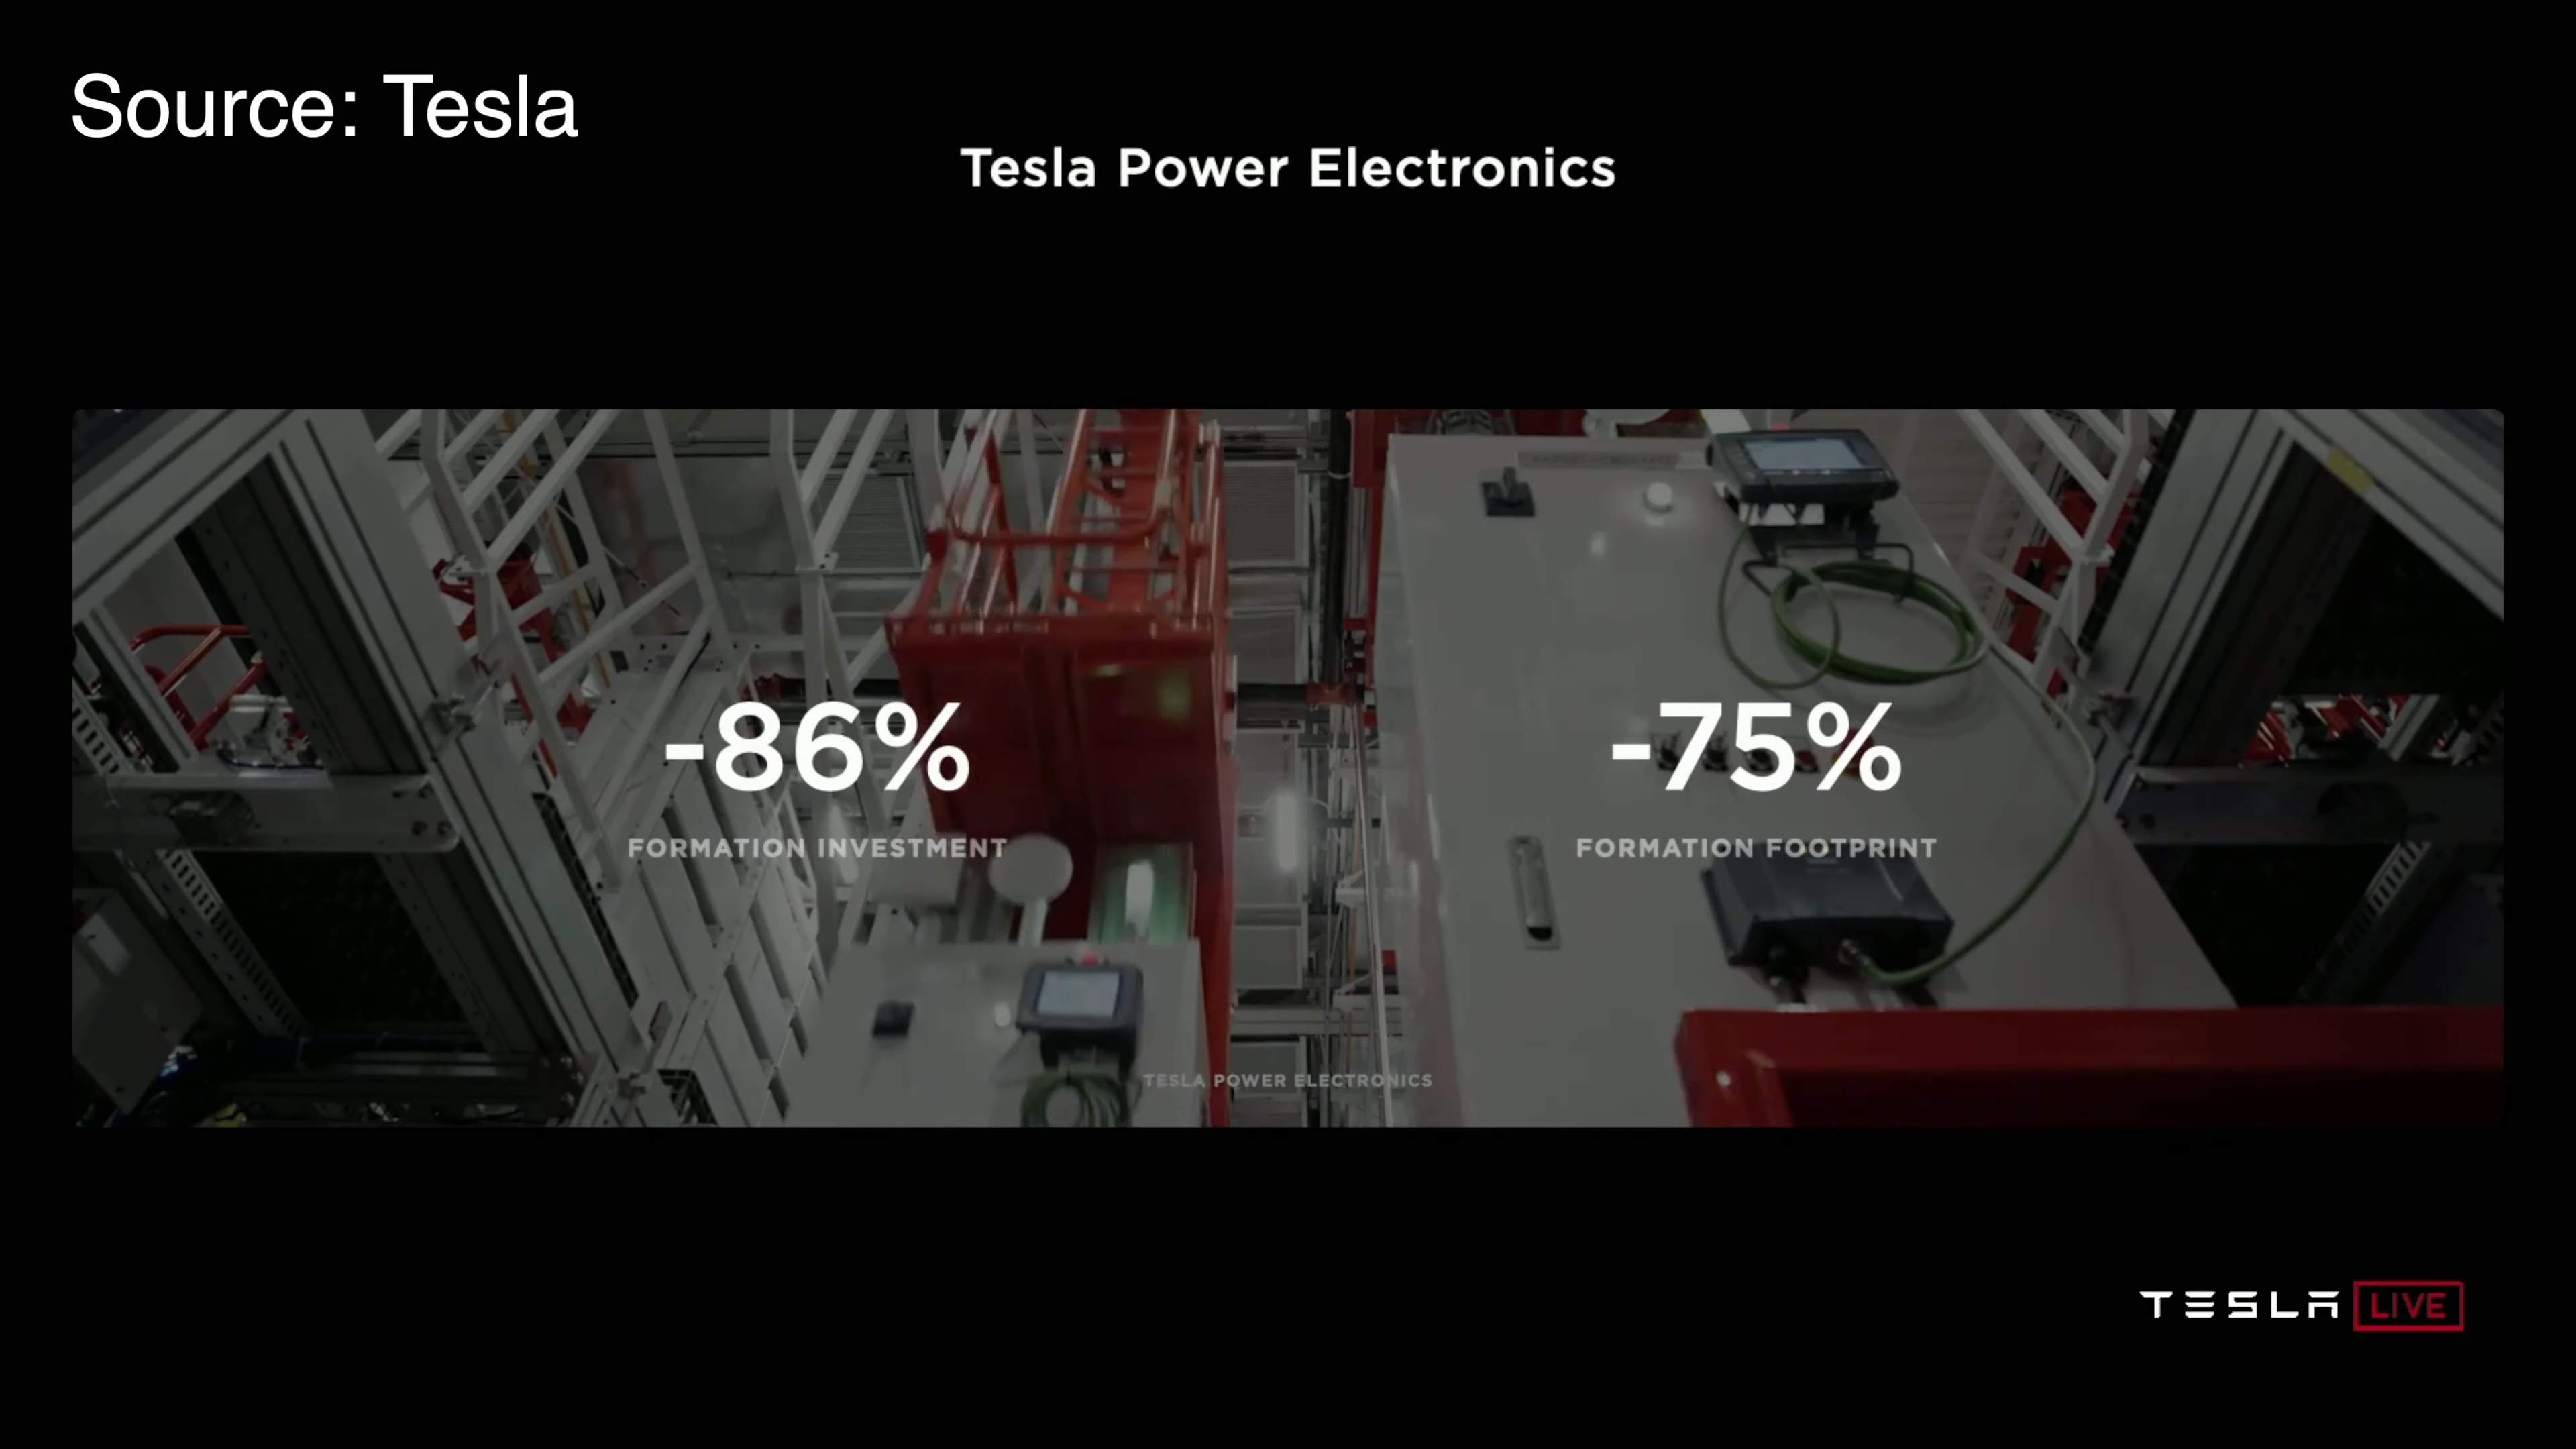 Source: Tesla
Tesla Power Electronics
-86%
FORMATION INVESTMENT
-75%
FORMATION FOOTPRINT
TESLA POWER ELECTRONICS
TESLA LIVE